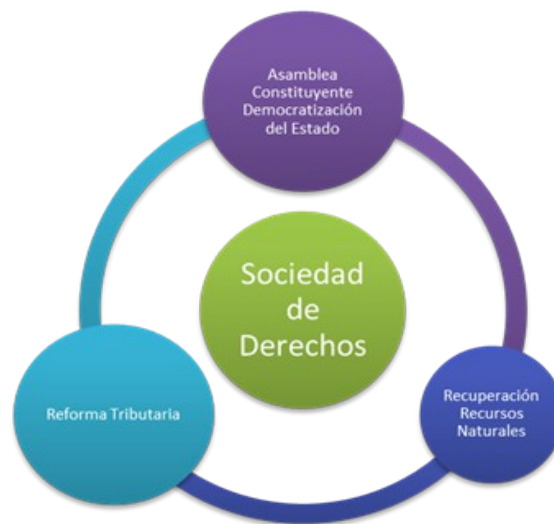 Asamblea
Constituyente
Democratización
del Estado
Sociedad
de
Derechos
Reforma Tributaria
Recuperación
Recursos
Naturales